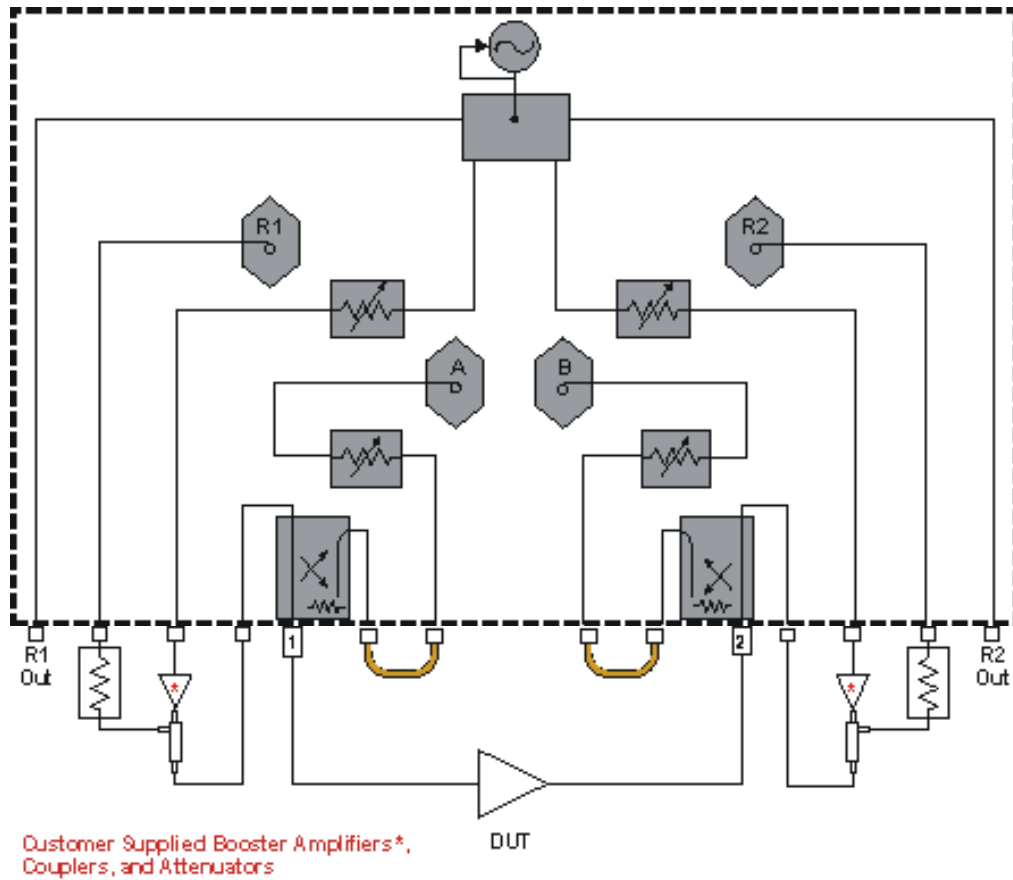 R1
R2
A
B
1
2
R1
Out
R2
Out
*
*
DUT
Customer Supplied Booster Amplifiers*,
Couplers, and Attenuators